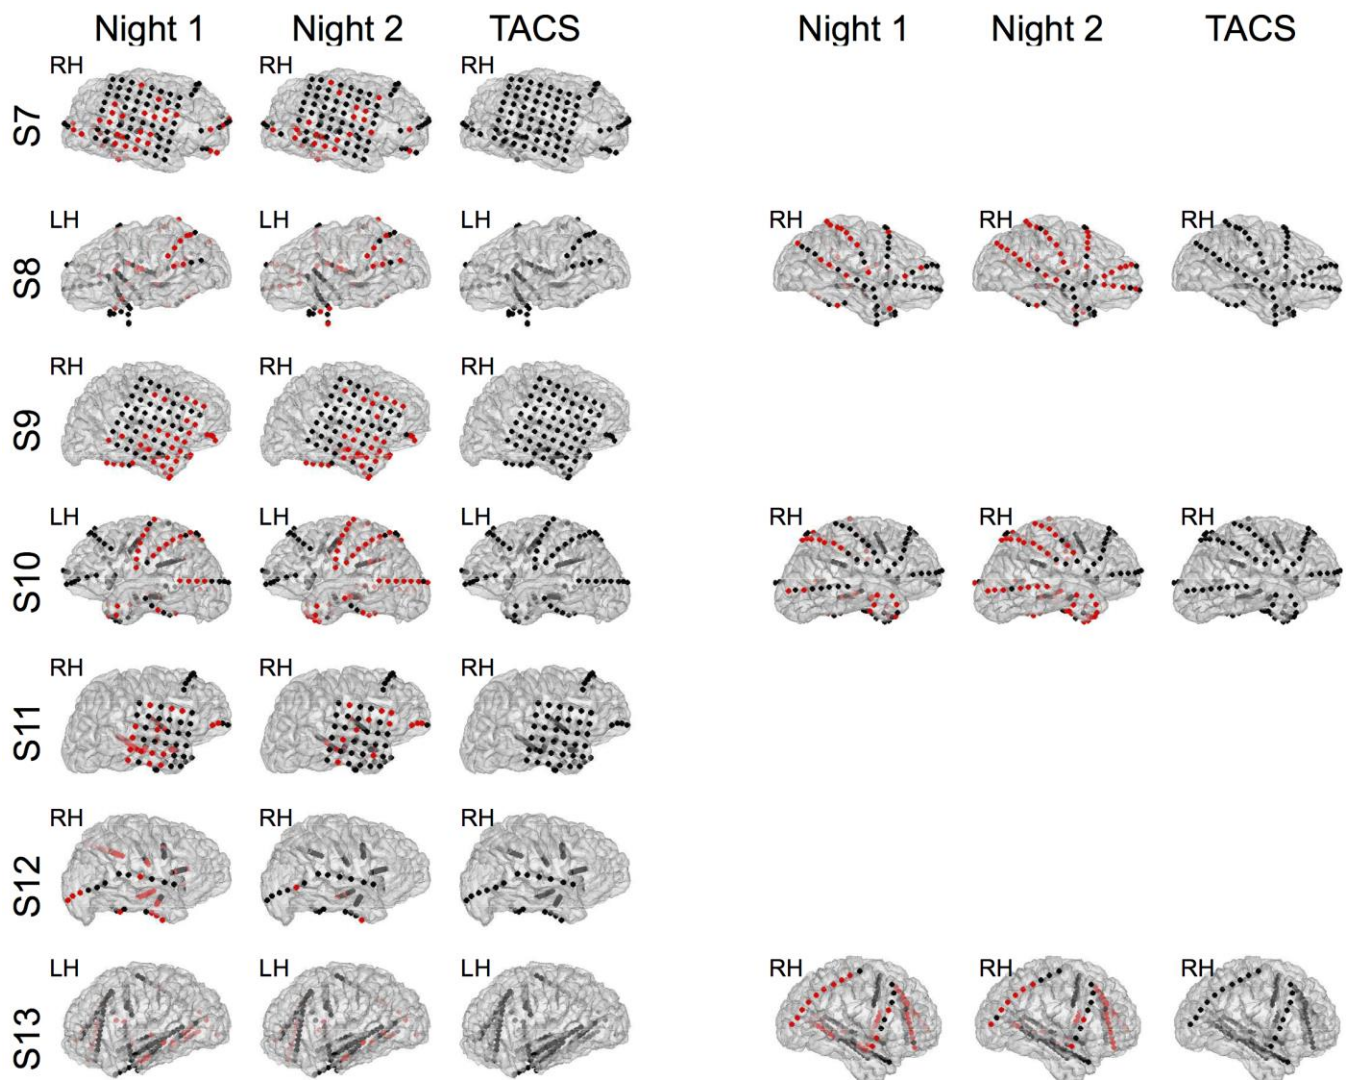 Night 1 Night 2 TACS Night 1 Night 2 TACS
S7 RH RH RH
S8 LH LH LH RH RH RH
S9 RH RH RH
S10 LH LH LH RH RH RH
S11 RH RH RH
S12 RH RH RH
S13 LH LH LH RH RH RH